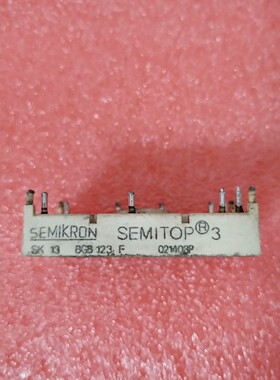 SEMIKRON SEMITOP® 3
SK 13 BGB 123 F 021403P